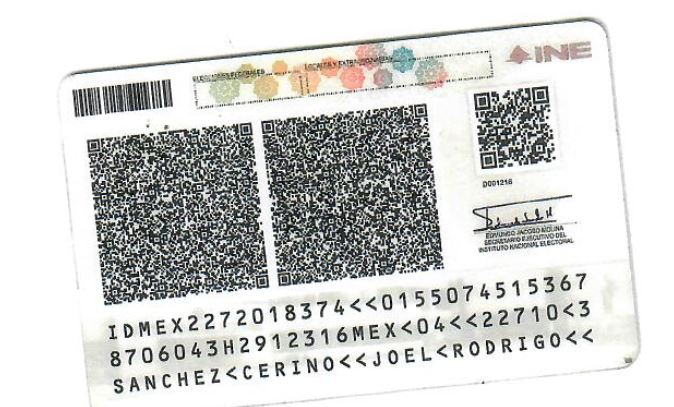 ELECCIONES FEDERALES
LOCALES Y EXTRAORDINARIAS
INE
D001216
EDMUNDO JACOBO MOLINA
SECRETARIO EJECUTIVO DEL
INSTITUTO NACIONAL ELECTORAL
IDMEX2272018374<<0155074515367
8706043H2912316MEX<04<<22710<3
SANCHEZ<CERINO<<JOEL<RODRIGO<<